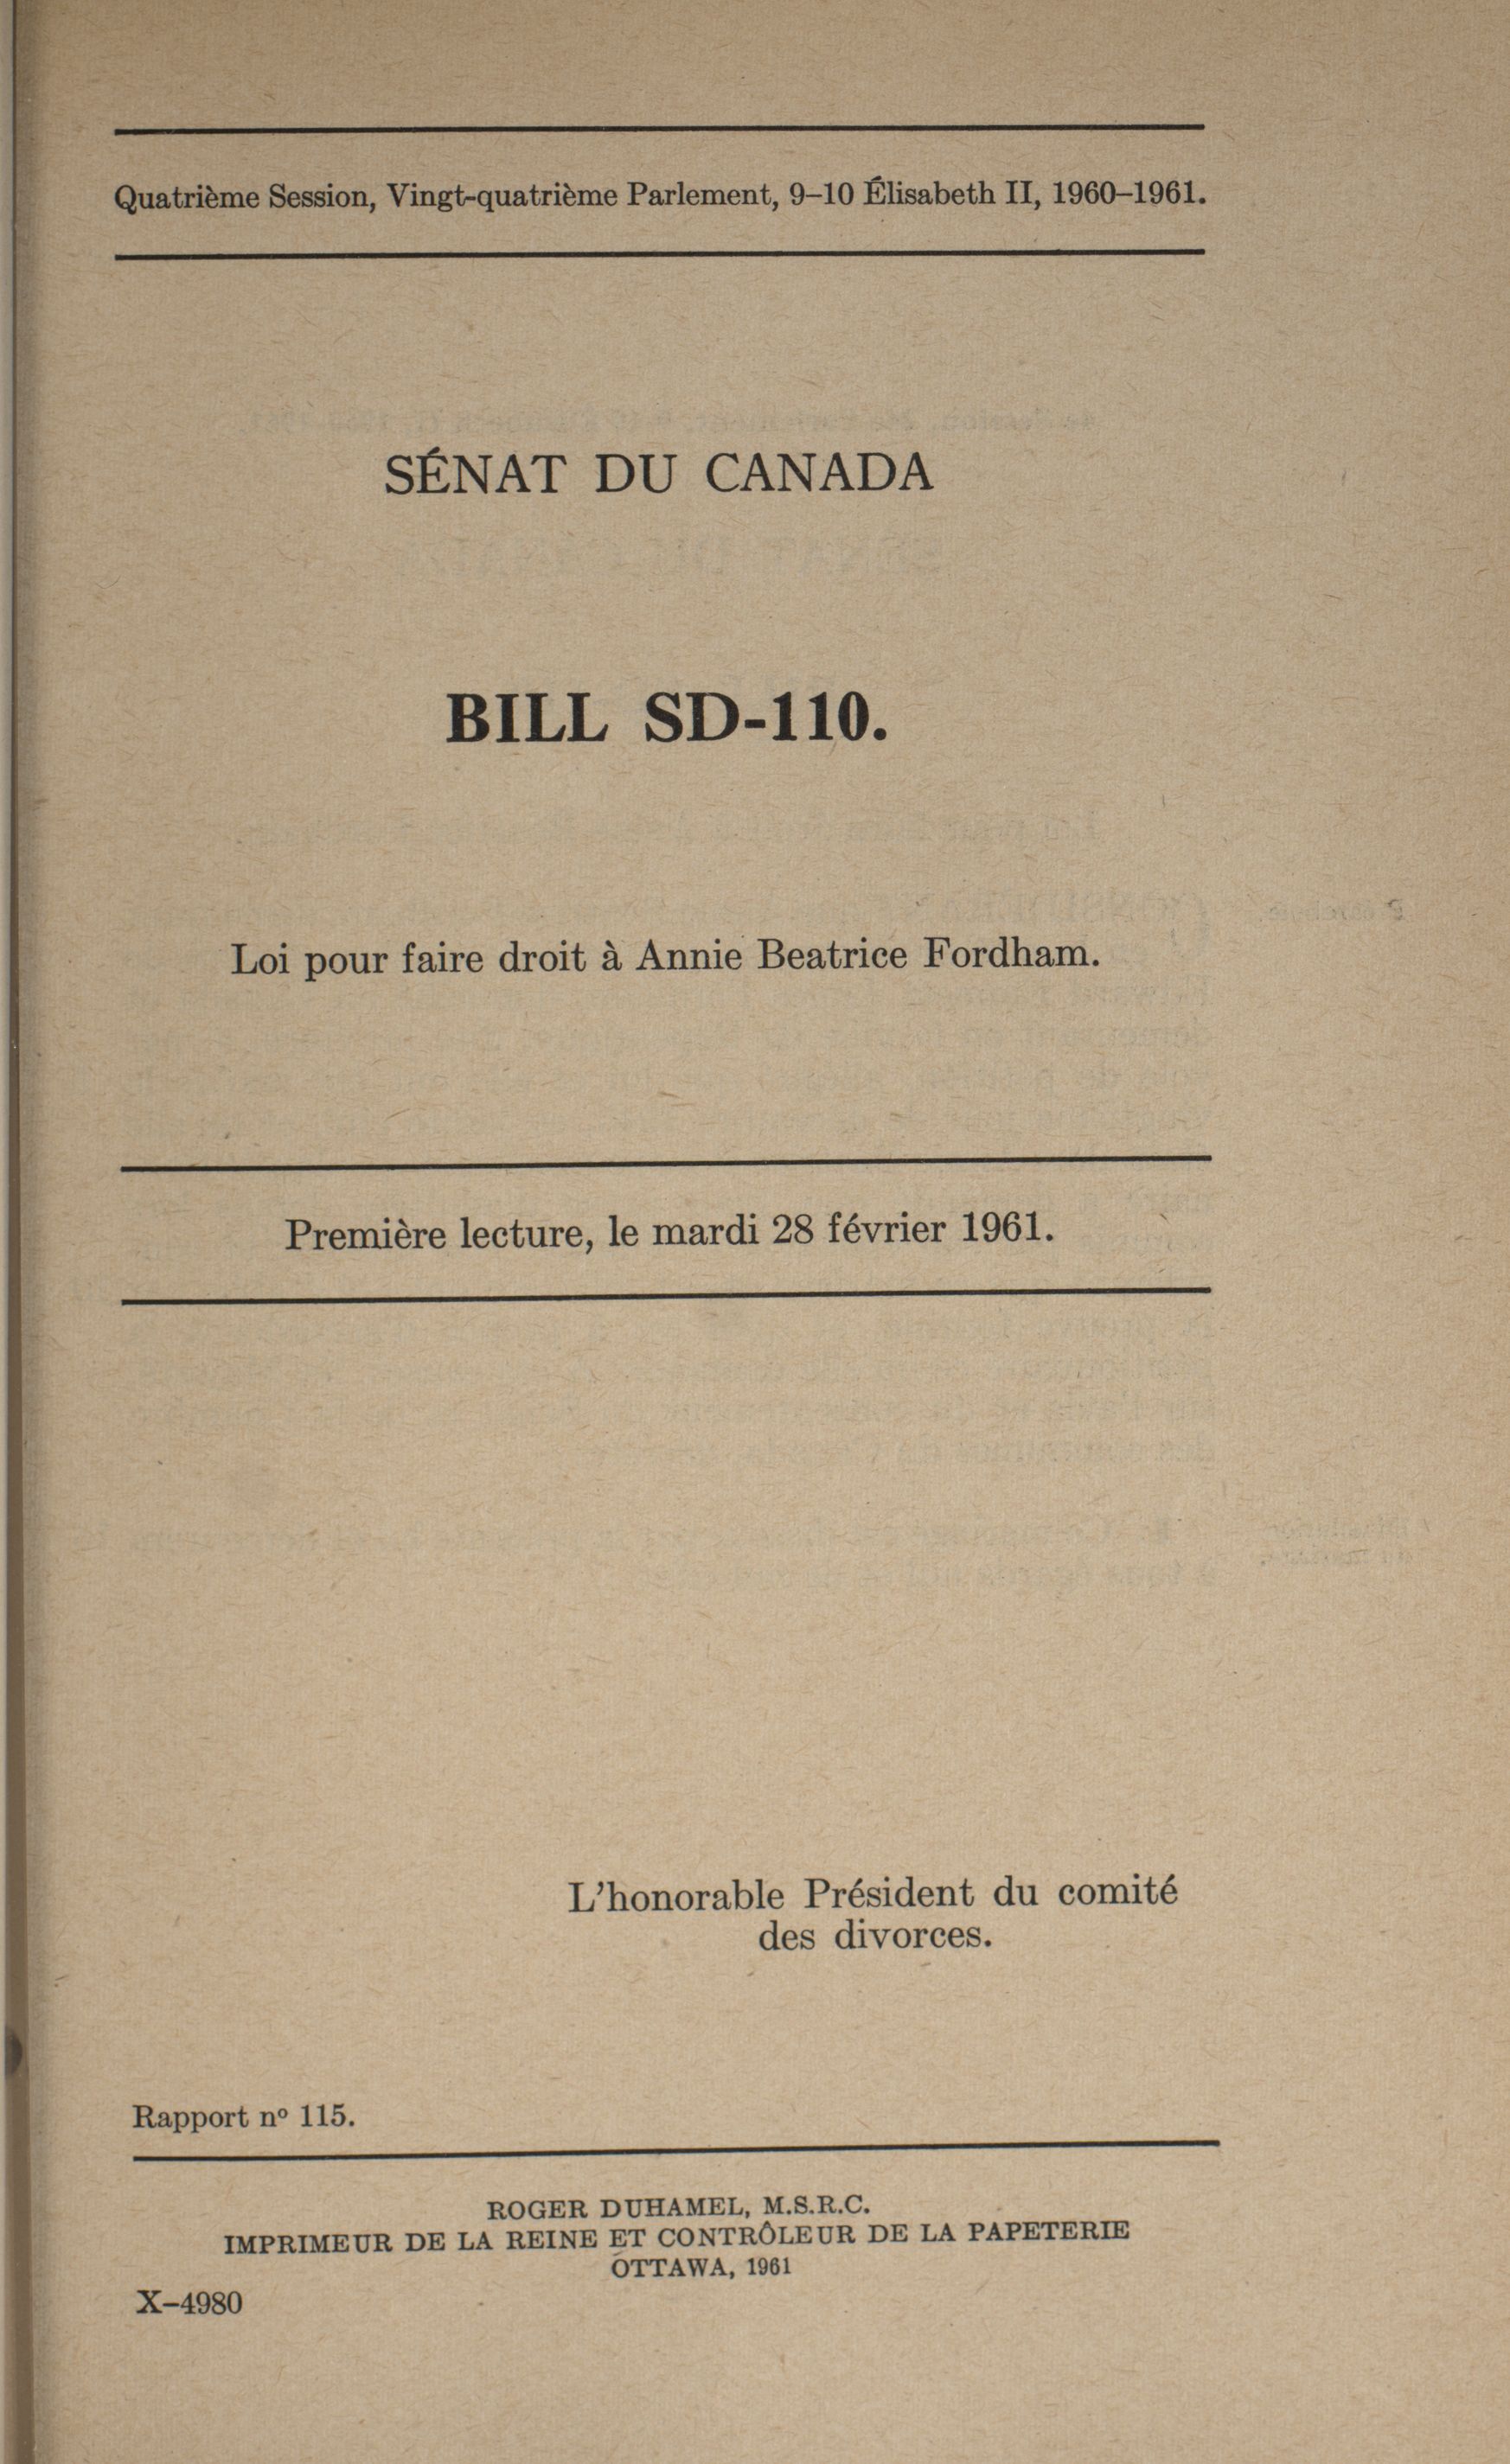 Quatrième Session, Vingt-quatrième Parlement, 9–10 Élisabeth II, 1960–1961.
SÉNAT DU CANADA
BILL SD-110.
Loi pour faire droit à Annie Beatrice Fordham.
Première lecture, le mardi 28 février 1961.
L'honorable Président du comité
des divorces.
Rapport nº 115.
ROGER DUHAMEL, M.S.R.C.
IMPRIMEUR DE LA REINE ET CONTRÔLEUR DE LA PAPETERIE
OTTAWA, 1961
X–4980